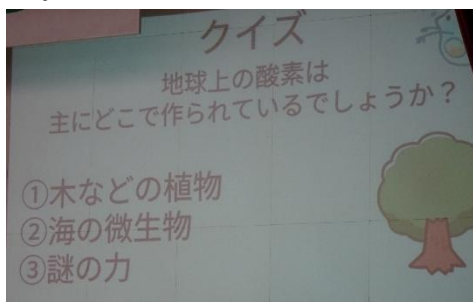 クイズ
地球上の酸素は
主にどこで作られているでしょうか？
①木などの植物
②海の微生物
③謎の力